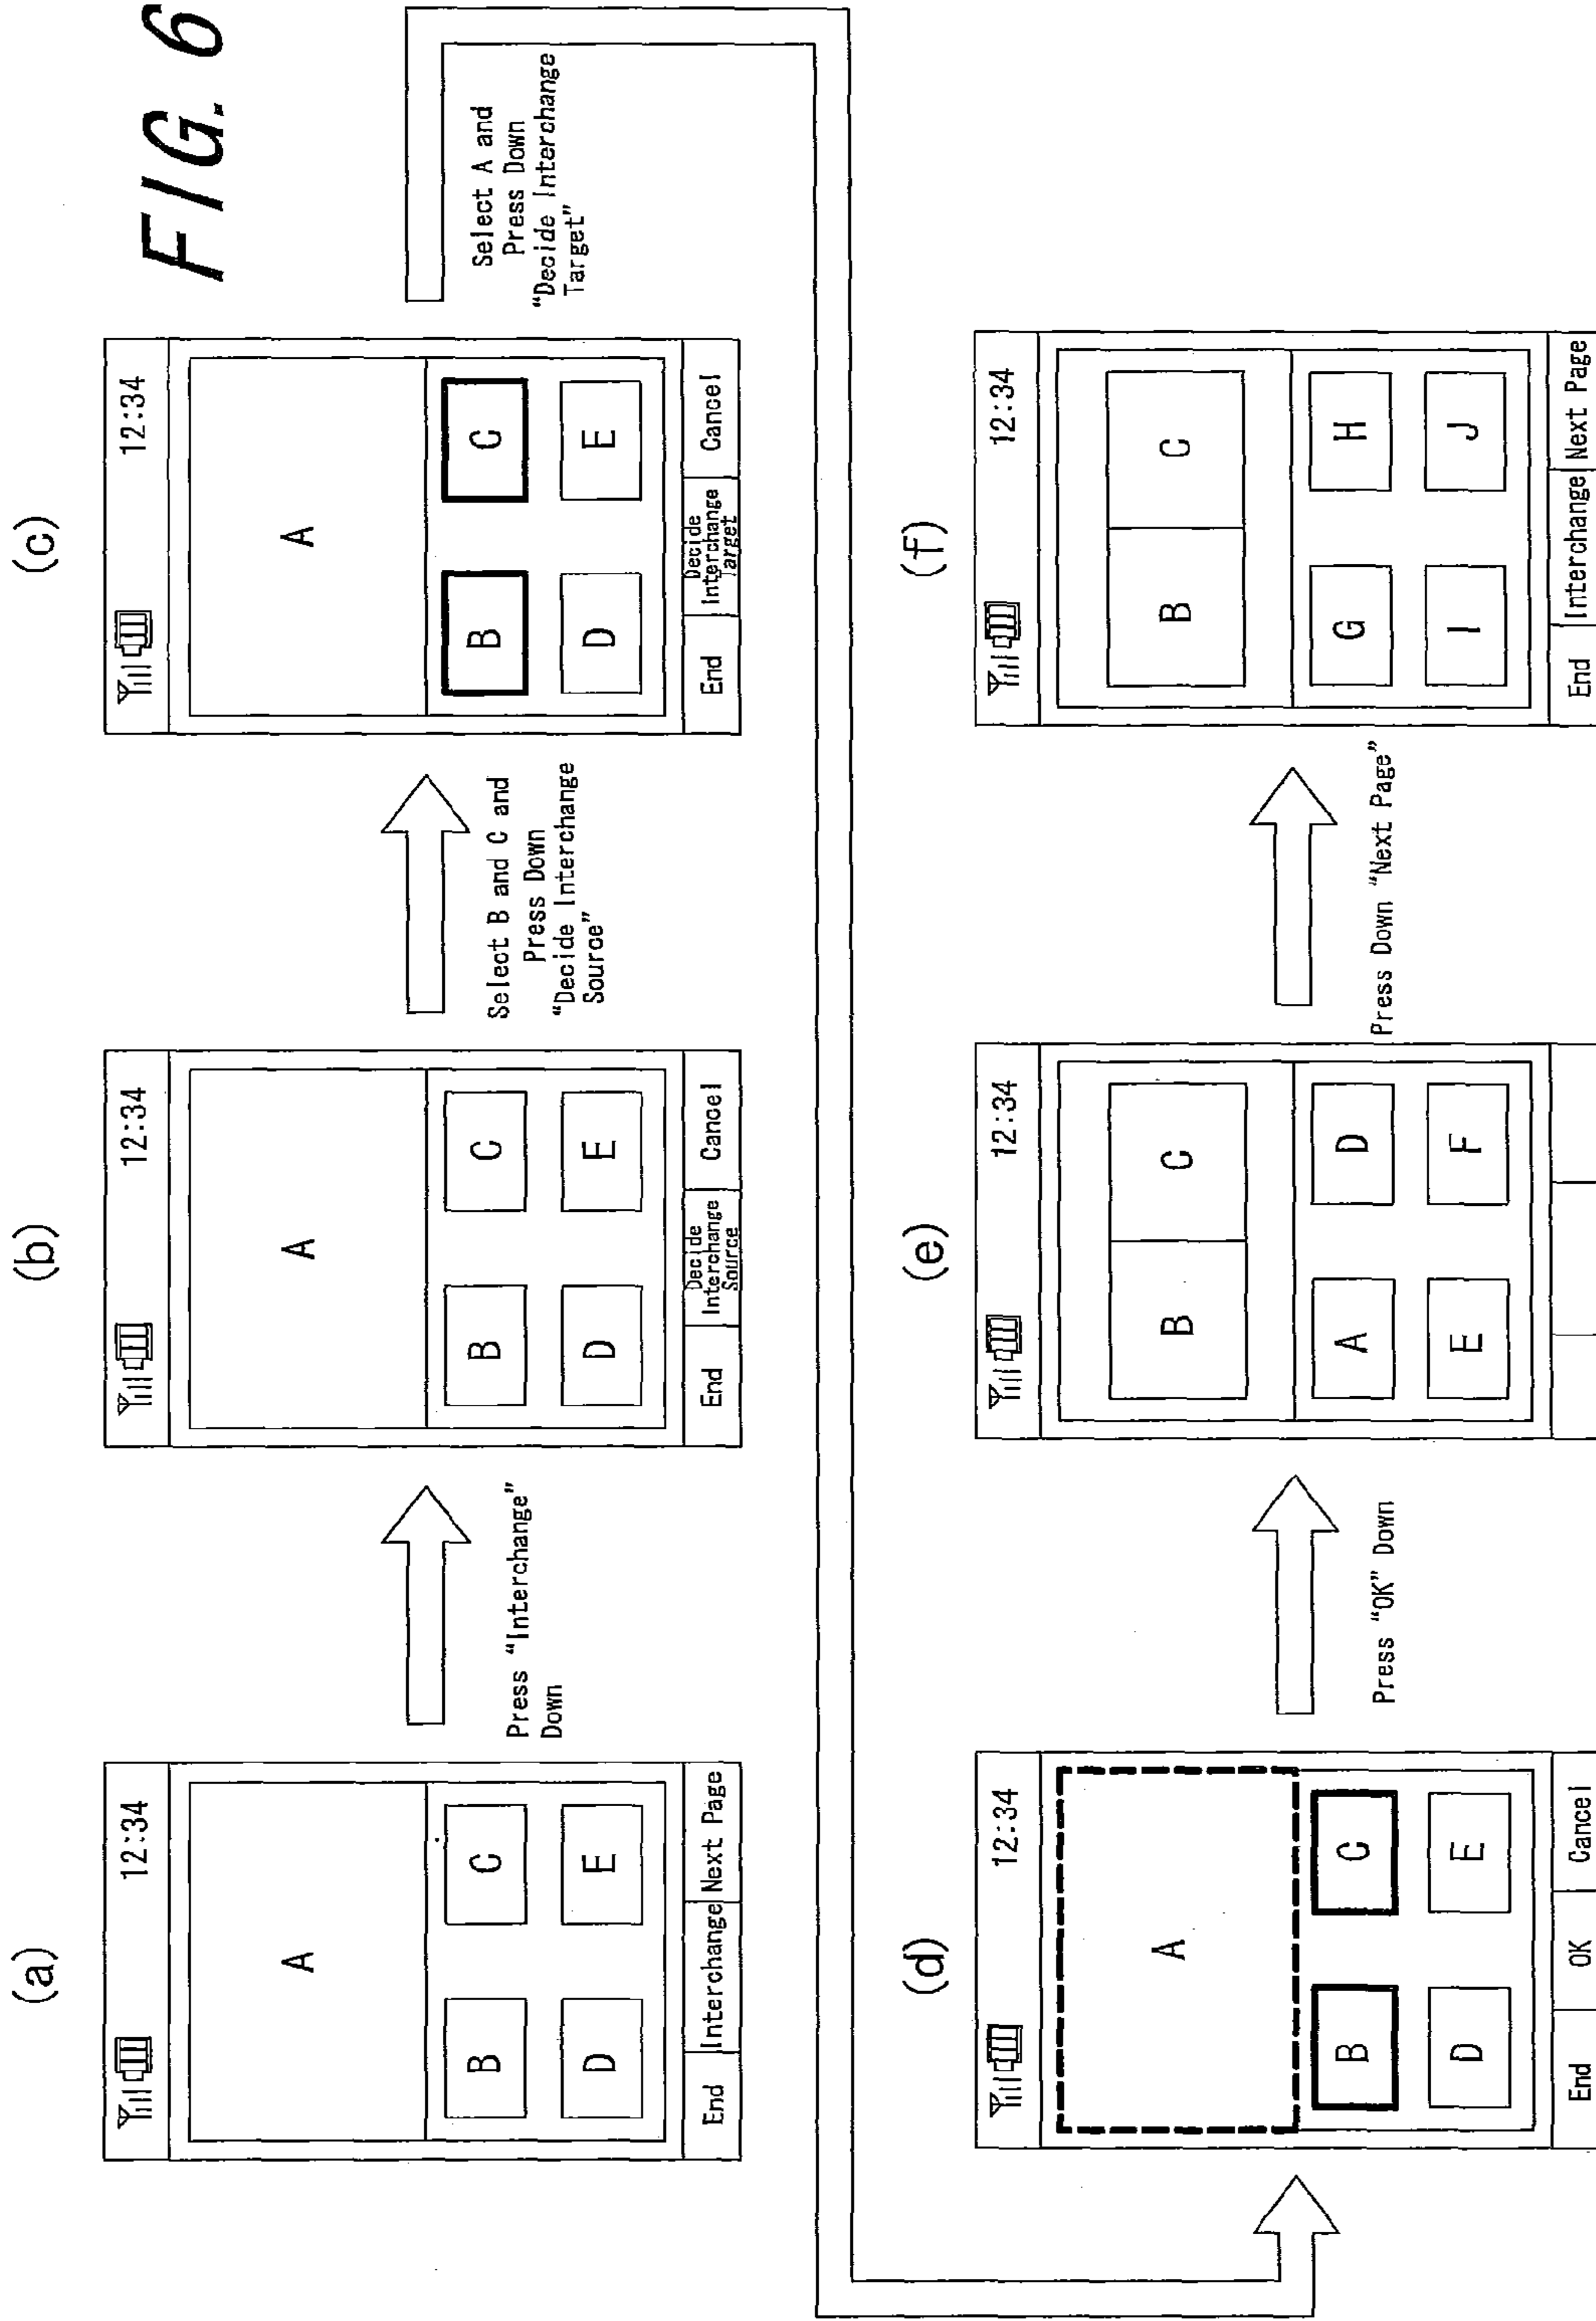 FIG. 6
(a)
12:34
A
B C
D E
End Interchange Next Page
Press "Interchange"
Down
(b)
12:34
A
B C
D E
End Decide Interchange Source Cancel
Select B and C and
Press Down
"Decide Interchange
Source"
(c)
12:34
A
B C
D E
End Decide Interchange Target Cancel
Select A and
Press Down
"Decide Interchange
Target"
(d)
12:34
A
B C
D E
End OK Cancel
Press "OK" Down
(e)
12:34
B C
A D
E F
Press Down "Next Page"
(f)
12:34
B C
G H
I J
End Interchange Next Page